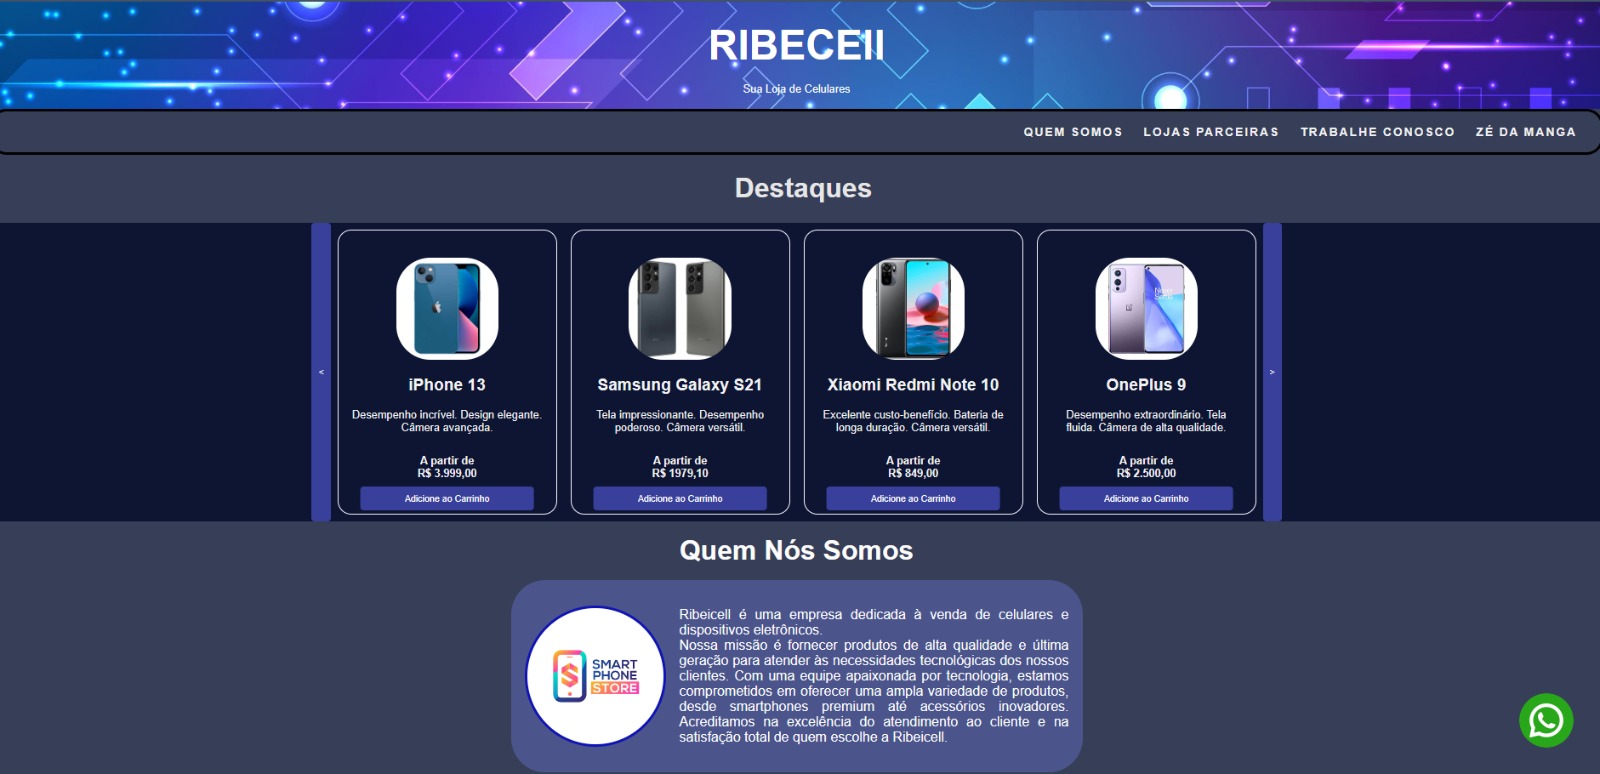 RIBECEll
Sua Loja de Celulares
QUEM SOMOS LOJAS PARCEIRAS TRABALHE CONOSCO ZÉ DA MANGA
Destaques
<
>
iPhone 13
Desempenho incrível. Design elegante.
Câmera avançada.
A partir de
R$ 3.999,00
Adicione ao Carrinho
Samsung Galaxy S21
Tela impressionante. Desempenho
poderoso. Câmera versátil.
A partir de
R$ 1979,10
Adicione ao Carrinho
Xiaomi Redmi Note 10
Excelente custo-benefício. Bateria de
longa duração. Câmera versátil.
A partir de
R$ 849,00
Adicione ao Carrinho
OnePlus 9
Desempenho extraordinário. Tela
fluida. Câmera de alta qualidade.
A partir de
R$ 2.500,00
Adicione ao Carrinho
Quem Nós Somos
SMART
PHONE
STORE
Ribeicell é uma empresa dedicada à venda de celulares e
dispositivos eletrônicos.
Nossa missão é fornecer produtos de alta qualidade e última
geração para atender às necessidades tecnológicas dos nossos
clientes. Com uma equipe apaixonada por tecnologia, estamos
comprometidos em oferecer uma ampla variedade de produtos,
desde smartphones premium até acessórios inovadores.
Acreditamos na excelência do atendimento ao cliente e na
satisfação total de quem escolhe a Ribeicell.